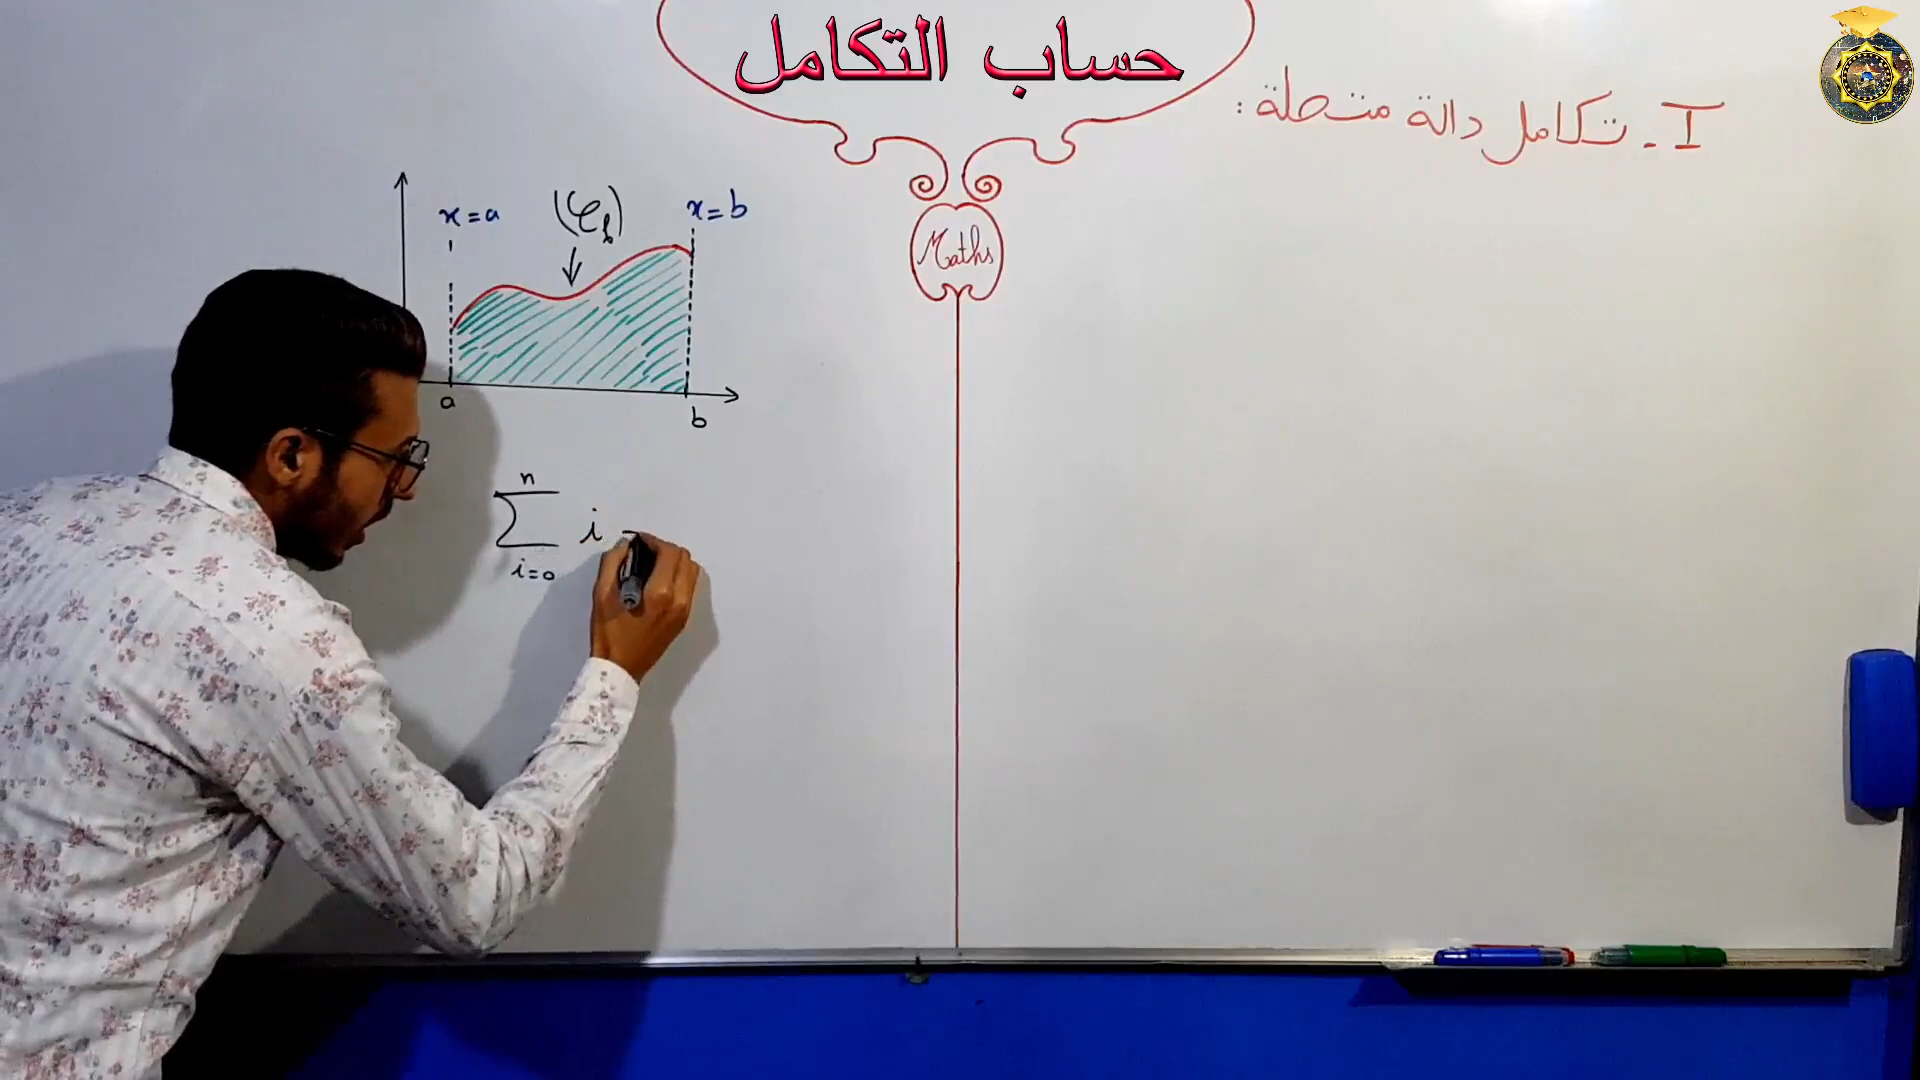 حساب التكامل
I - تكامل دالة متصلة :
Maths
x = a
(𝒞f)
x = b
a
b
n
∑ i =
i=0